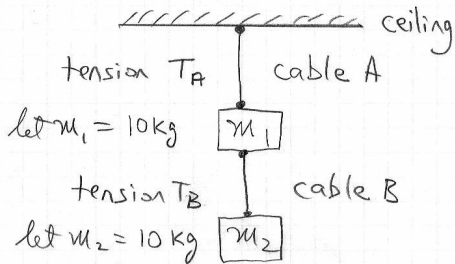 ceiling
tension T_A cable A
let m₁ = 10kg m₁
tension T_B cable B
let m₂ = 10 kg m₂